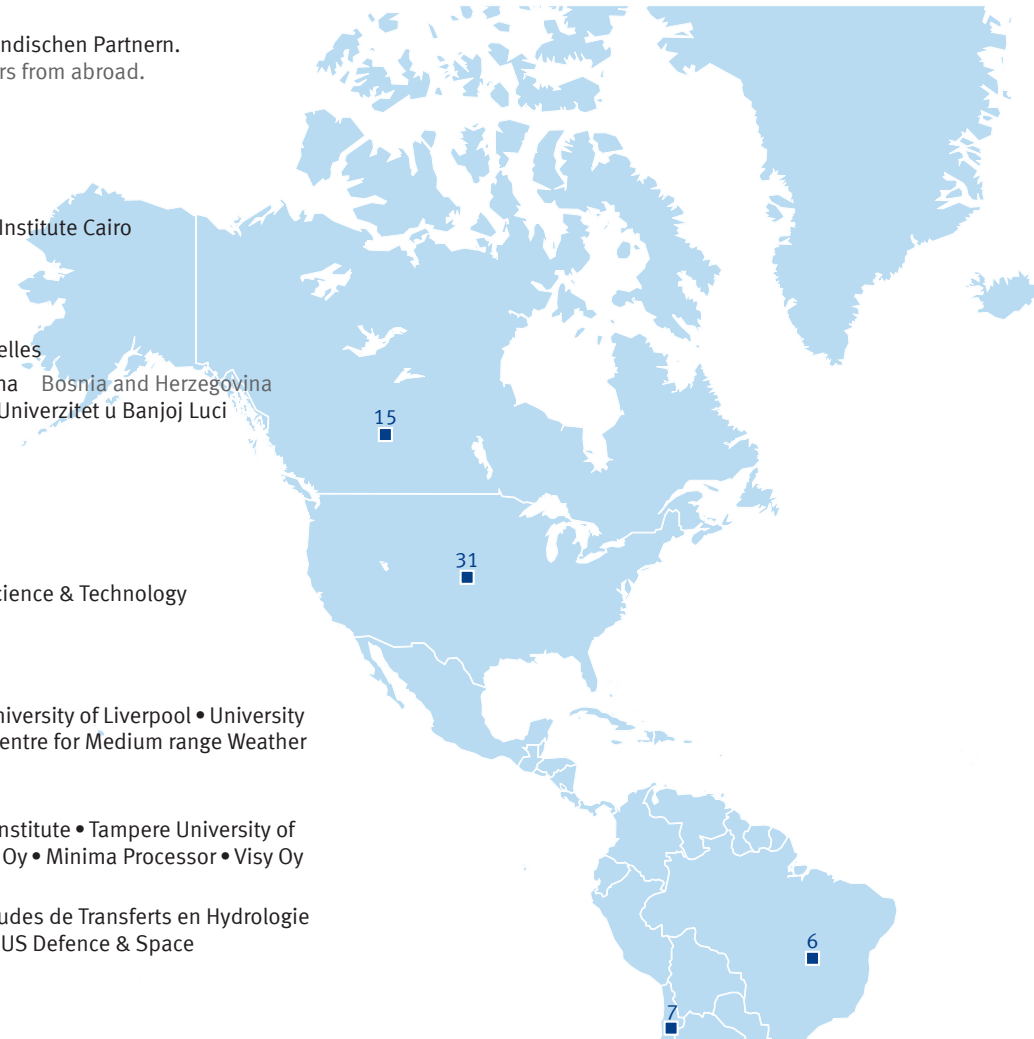 ndischen Partnern.
rs from abroad.
Institute Cairo
elles
na Bosnia and Herzegovina
Univerzitet u Banjoj Luci
15
31
cience & Technology
niversity of Liverpool • University
entre for Medium range Weather
nstitute • Tampere University of
Oy • Minima Processor • Visy Oy
udes de Transferts en Hydrologie
US Defence & Space
6
7